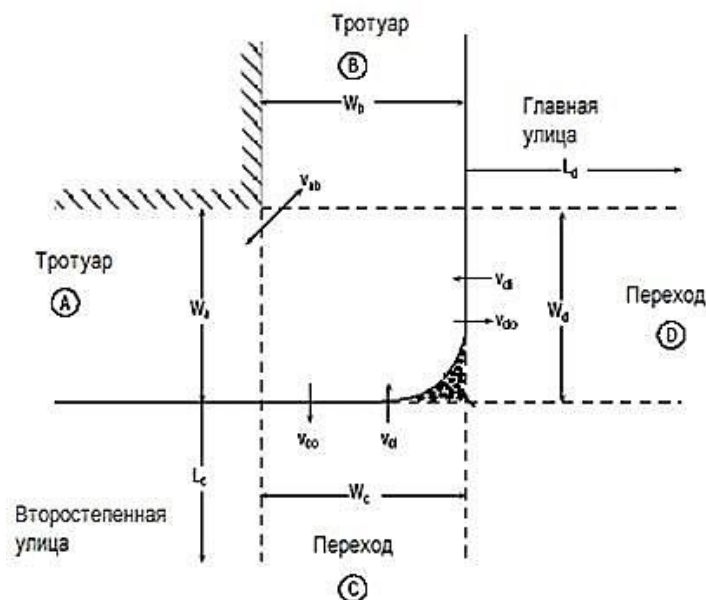 Тротуар
B
W_b
Главная
улица
L_d
v_ab
Тротуар
A
W_a
v_di
W_d
Переход
D
v_do
v_co
v_ci
L_c
W_c
Второстепенная
улица
Переход
C